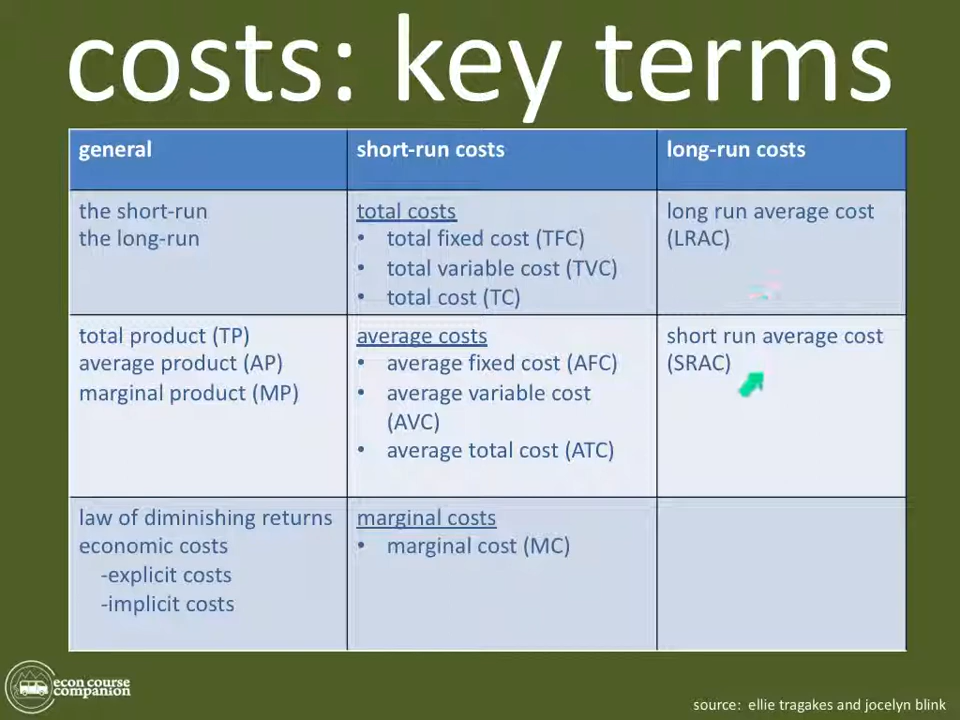 costs: key terms
general
short-run costs
long-run costs
the short-run
the long-run
total costs
• total fixed cost (TFC)
• total variable cost (TVC)
• total cost (TC)
long run average cost
(LRAC)
total product (TP)
average product (AP)
marginal product (MP)
average costs
• average fixed cost (AFC)
• average variable cost
(AVC)
• average total cost (ATC)
short run average cost
(SRAC)
law of diminishing returns
economic costs
-explicit costs
-implicit costs
marginal costs
• marginal cost (MC)
econ course
companion
source: ellie tragakes and jocelyn blink